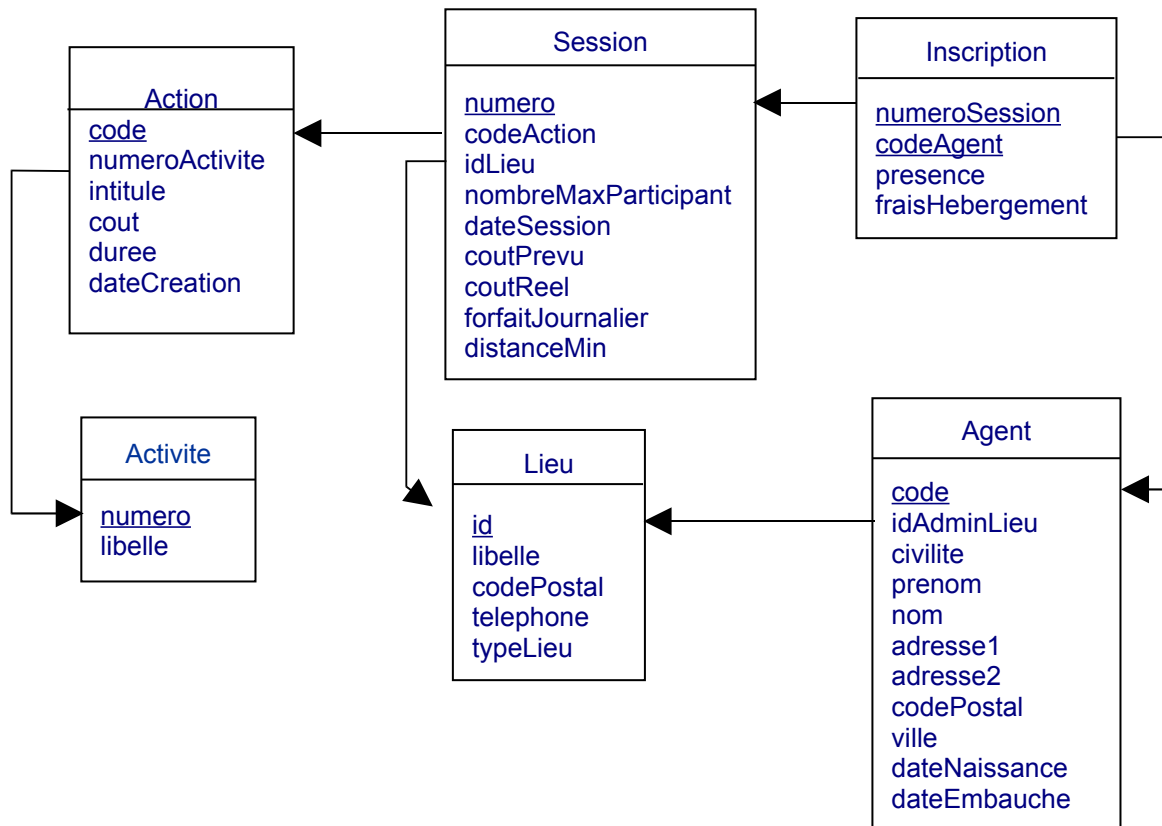 Action
code
numeroActivite
intitule
cout
duree
dateCreation
Session
numero
codeAction
idLieu
nombreMaxParticipant
dateSession
coutPrevu
coutReel
forfaitJournalier
distanceMin
Inscription
numeroSession
codeAgent
presence
fraisHebergement
Activite
numero
libelle
Lieu
id
libelle
codePostal
telephone
typeLieu
Agent
code
idAdminLieu
civilite
prenom
nom
adresse1
adresse2
codePostal
ville
dateNaissance
dateEmbauche